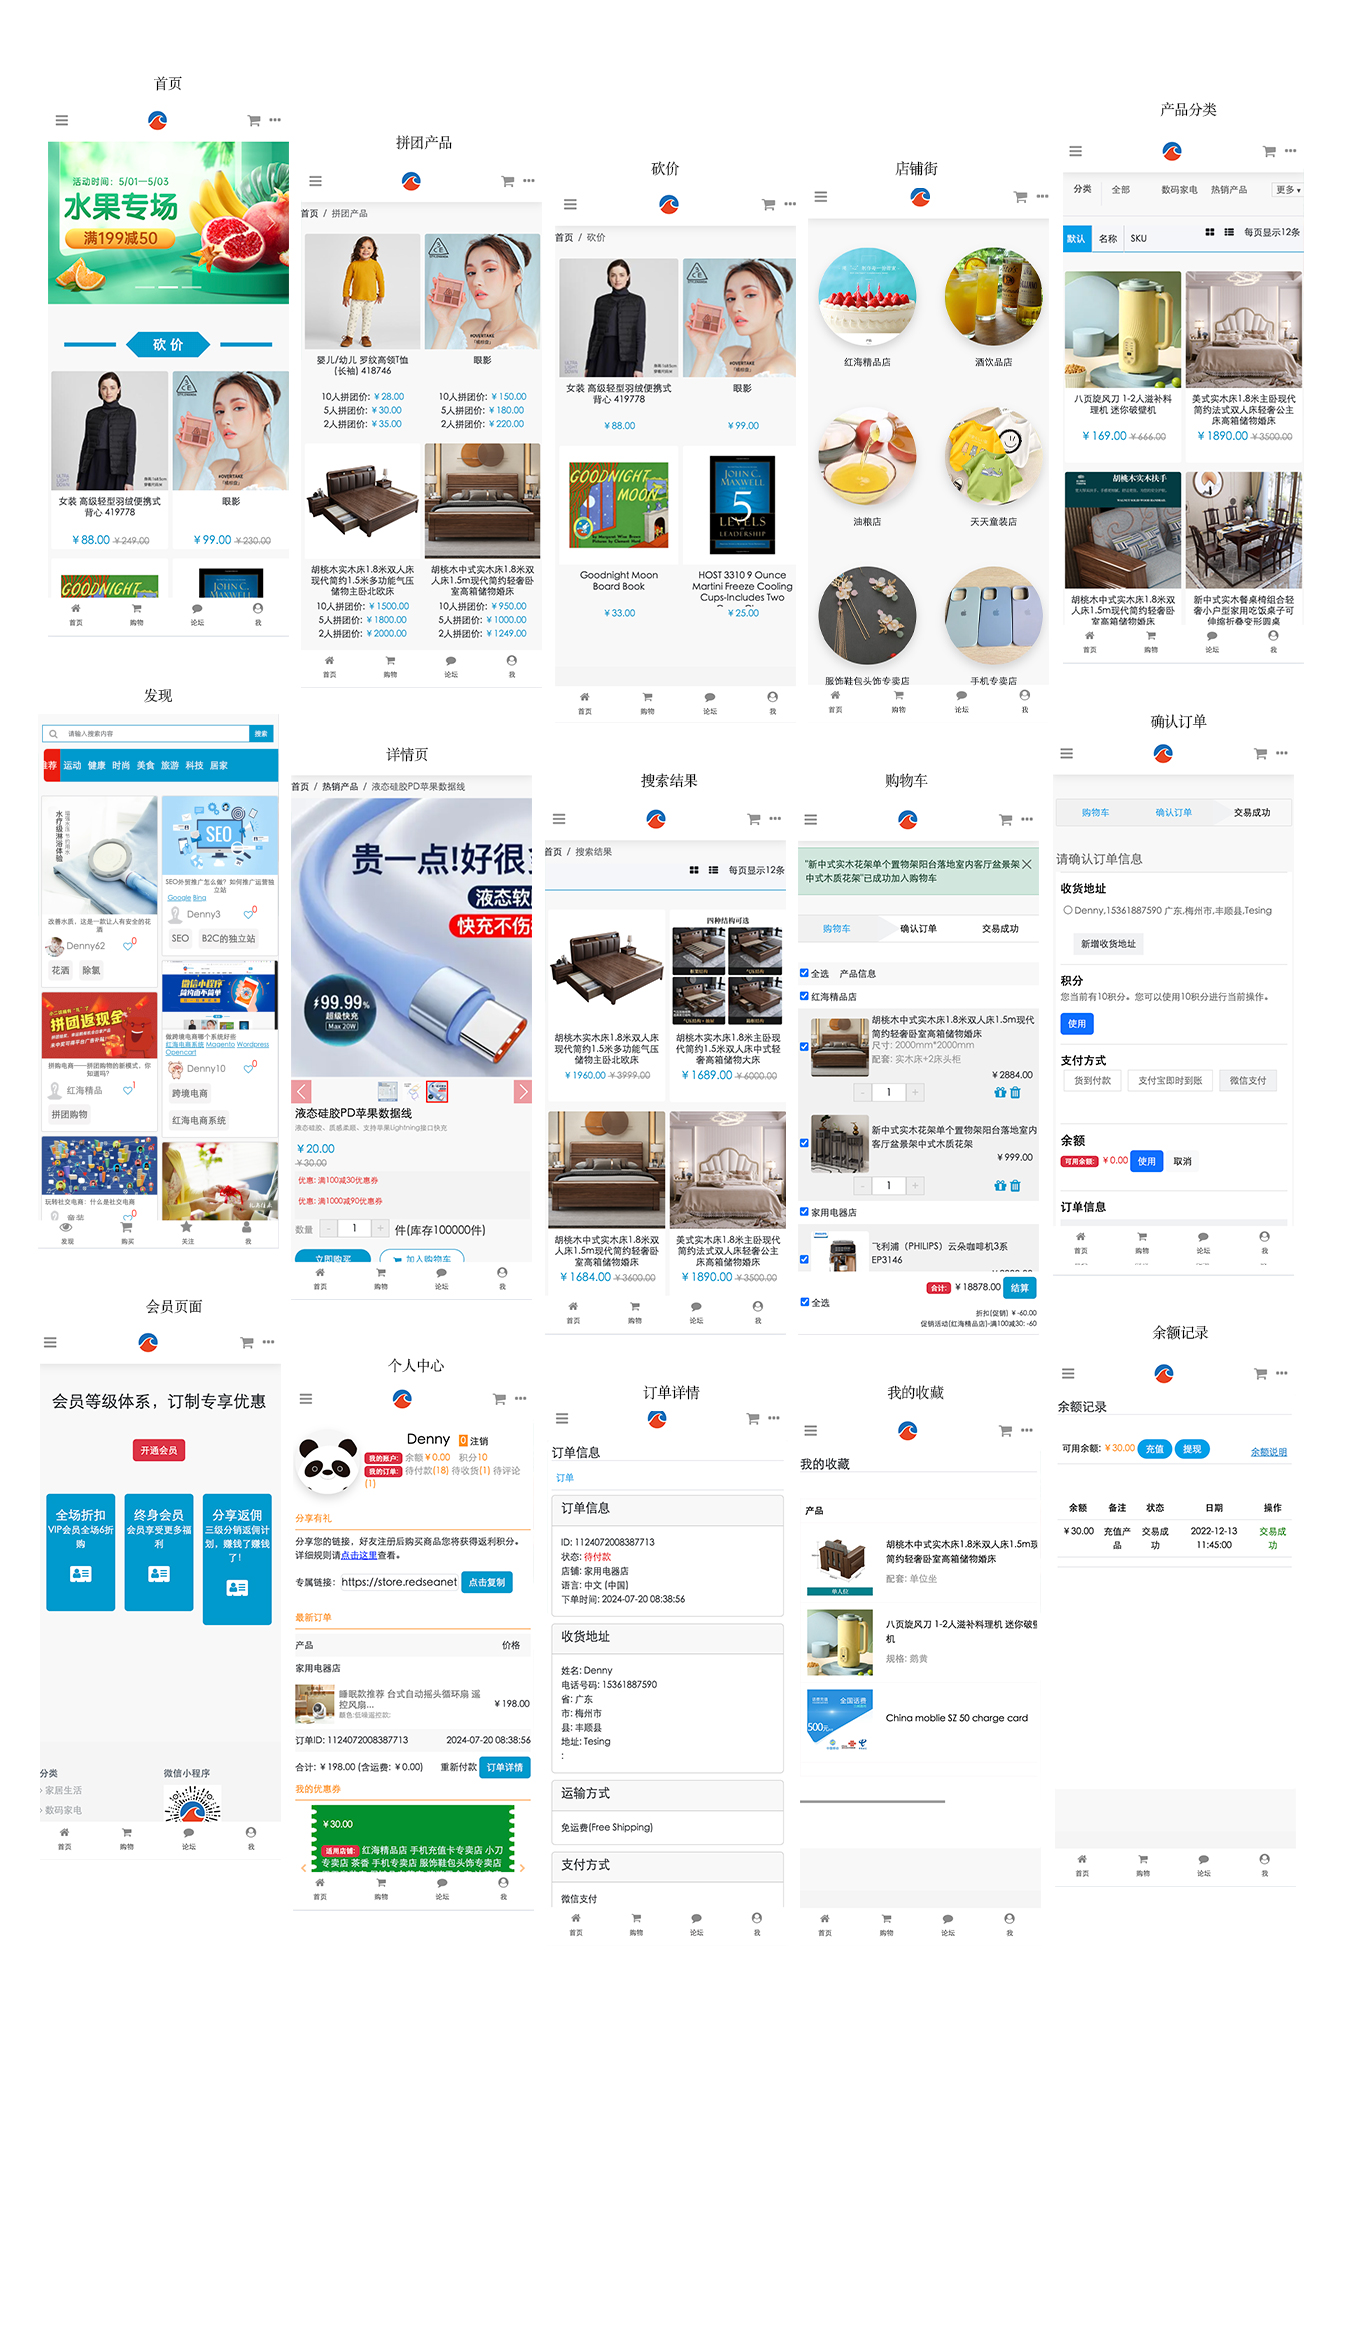 首页
活动时间：5/01—5/03
水果专场
满199减50
砍 价
女装 高级轻型羽绒便携式
背心 419778
￥88.00 ￥249.00
眼影
￥99.00 ￥230.00
GOODNIGHT
JOHN C.
MAXWELL
首页 购物 论坛 我
拼团产品
首页 / 拼团产品
婴儿/幼儿 罗纹高领T恤
(长袖) 418746
10人拼团价: ￥28.00
5人拼团价: ￥30.00
2人拼团价: ￥35.00
眼影
10人拼团价: ￥150.00
5人拼团价: ￥180.00
2人拼团价: ￥220.00
胡桃木实木床1.8米双人床
现代简约1.5米多功能气压
储物主卧北欧床
10人拼团价: ￥1500.00
5人拼团价: ￥1800.00
2人拼团价: ￥2000.00
胡桃木中式实木床1.8米双
人床1.5m现代简约轻奢卧
室高箱储物婚床
10人拼团价: ￥950.00
5人拼团价: ￥1000.00
2人拼团价: ￥1249.00
首页 购物 论坛 我
砍价
首页 / 砍价
女装 高级轻型羽绒便携式
背心 419778
￥88.00
眼影
￥99.00
GOODNIGHT
MOON
JOHN C.
MAXWELL
5
LEVELS
LEADERSHIP
Goodnight Moon
Board Book
￥33.00
HOST 3310 9 Ounce
Martini Freeze Cooling
Cups-Includes Two
￥25.00
首页 购物 论坛 我
店铺街
红海精品店
酒饮品店
油粮店
天天童装店
服饰鞋包头饰专卖店
手机专卖店
首页 购物 论坛 我
产品分类
分类 全部 数码家电 热销产品 更多
默认 名称 SKU 每页显示12条
八页旋风刀 1-2人滋补料
理机 迷你破壁机
￥169.00 ￥666.00
美式实木床1.8米主卧现代
简约法式双人床轻奢公主
床高箱储物婚床
￥1890.00 ￥3500.00
胡桃木实木扶手
胡桃木中式实木床1.8米双
人床1.5m现代简约轻奢卧
室高箱储物婚床
新中式实木餐桌椅组合轻
奢小户型家用吃饭桌子可
伸缩折叠变形圆桌
首页 购物 论坛 我
发现
请输入搜索内容 搜索
推荐 运动 健康 时尚 美食 旅游 科技 居家
水疗级淋浴体验
改善水质，这是一款让人有安全的花
洒
Denny62 0
花洒 除氯
SEO
SEO外贸推广怎么做？如何推广运营独
立站
Google Bing
Denny3 0
SEO B2C的独立站
拼团返现金
拼购电商——拼团购物的新模式，你
知道吗？
红海精品 1
拼团购物
微信小程序
简约而不简单
做跨境电商哪个系统好些
红海电商系统 Magento Wordpress
Opencart
Denny10 0
跨境电商
红海电商系统
玩转社交电商：什么是社交电商
童装 0
发现 购买 关注 我
详情页
首页 / 热销产品 / 液态硅胶PD苹果数据线
贵一点!好很
液态软
快充不伤
⚡99.99%
超级快充
Max 20W
液态硅胶PD苹果数据线
液态硅胶、质感柔顺、支持苹果Lightning接口快充
￥20.00
￥30.00
优惠: 满100减30优惠券
优惠: 满1000减90优惠券
数量 - 1 + 件(库存100000件)
立即购买 加入购物车
首页 购物 论坛 我
搜索结果
首页 / 搜索结果
每页显示12条
四种结构可选
胡桃木实木床1.8米双人床
现代简约1.5米多功能气压
储物主卧北欧床
￥1960.00 ￥3999.00
胡桃木实木床1.8米双人床
现代简约1.5米中式轻
奢高箱储物大床
￥1689.00 ￥6000.00
胡桃木中式实木床1.8米双
人床1.5m现代简约轻奢卧
室高箱储物婚床
￥1684.00 ￥3600.00
美式实木床1.8米主卧现代
简约法式双人床轻奢公主
床高箱储物婚床
￥1890.00 ￥3500.00
首页 购物 论坛 我
购物车
"新中式实木花架单个置物架阳台落地室内客厅盆景架
中式木质花架"已成功加入购物车
购物车 确认订单 交易成功
全选 产品信息
红海精品店
胡桃木中式实木床1.8米双人床1.5m现代
简约轻奢卧室高箱储物婚床
尺寸: 2000mm*2000mm
配套: 实木床+2床头柜
￥2884.00
- 1 +
新中式实木花架单个置物架阳台落地室内
客厅盆景架中式木质花架
￥999.00
- 1 +
家用电器店
飞利浦（PHILIPS）云朵咖啡机3系
EP3146
合计: ￥18878.00 结算
全选
折扣(促销) ￥-60.00
促销活动(红海精品店)-满100减30: -60
确认订单
购物车 确认订单 交易成功
请确认订单信息
收货地址
Denny,15361887590 广东,梅州市,丰顺县,Tesing
新增收货地址
积分
您当前有10积分。您可以使用10积分进行当前操作。
使用
支付方式
货到付款 支付宝即时到账 微信支付
余额
可用余额: ￥0.00 使用 取消
订单信息
首页 购物 论坛 我
会员页面
会员等级体系，订制专享优惠
开通会员
全场折扣
VIP会员全场6折
购
终身会员
会员享受更多福
利
分享返佣
三级分销返佣计
划，赚钱了赚钱
了！
分类
› 家居生活
› 数码家电
微信小程序
首页 购物 论坛 我
个人中心
Denny 0 注销
我的账户: 余额￥0.00 积分10
我的订单: 待付款(18) 待收货(1) 待评论
(1)
分享有礼
分享您的链接，好友注册后购买商品您将获得返利积分。
详细规则请点击这里查看。
专属链接: https://store.redseanet 点击复制
最新订单
产品 价格
家用电器店
睡眠款推荐 台式自动摇头循环扇 遥
控风扇...
颜色:低噪遥控款;
￥198.00
订单ID: 1124072008387713 2024-07-20 08:38:56
合计: ￥198.00 (含运费: ￥0.00) 重新付款 订单详情
我的优惠券
￥30.00
适用店铺: 红海精品店 手机充值卡专卖店 小刀
专卖店 茶香 手机专卖店 服饰鞋包头饰专卖店
首页 购物 论坛 我
订单详情
订单信息
订单
订单信息
ID: 1124072008387713
状态: 待付款
店铺: 家用电器店
语言: 中文 (中国)
下单时间: 2024-07-20 08:38:56
收货地址
姓名: Denny
电话号码: 15361887590
省: 广东
市: 梅州市
县: 丰顺县
地址: Tesing
:
运输方式
免运费(Free Shipping)
支付方式
微信支付
首页 购物 论坛 我
我的收藏
我的收藏
产品
单人位
胡桃木中式实木床1.8米双人床1.5m现
简约轻奢卧室高箱储物婚床
配套: 单位坐
八页旋风刀 1-2人滋补料理机 迷你破壁
机
规格: 鹅黄
全国话费
500元
China moblie SZ 50 charge card
首页 购物 论坛 我
余额记录
余额记录
可用余额: ￥30.00 充值 提现 余额说明
余额 备注 状态 日期 操作
￥30.00 充值产品 交易成功 2022-12-13 11:45:00 交易成功
首页 购物 论坛 我